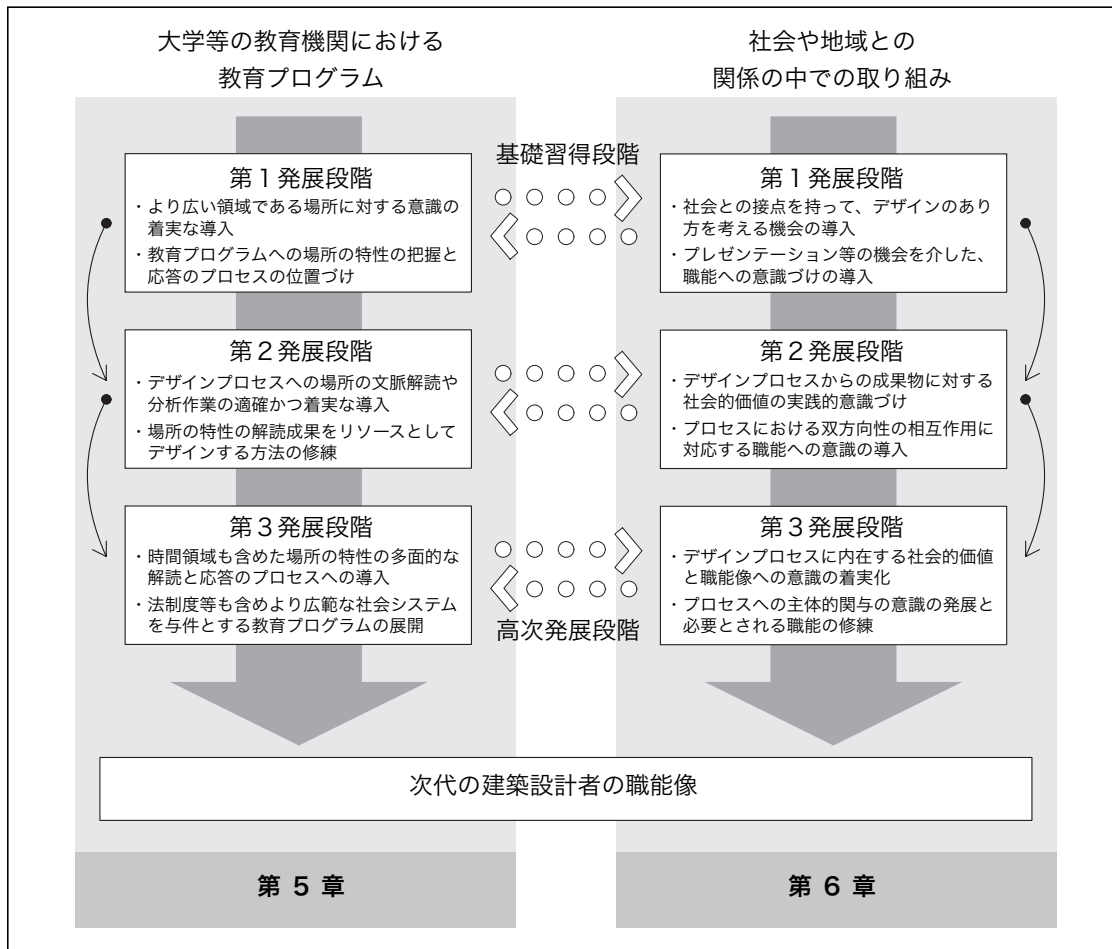 大学等の教育機関における
教育プログラム
社会や地域との
関係の中での取り組み
基礎習得段階
第1発展段階
・より広い領域である場所に対する意識の
着実な導入
・教育プログラムへの場所の特性の把握と
応答のプロセスの位置づけ
第1発展段階
・社会との接点を持って、デザインのあり
方を考える機会の導入
・プレゼンテーション等の機会を介した、
職能への意識づけの導入
第2発展段階
・デザインプロセスへの場所の文脈解読や
分析作業の適確かつ着実な導入
・場所の特性の解読成果をリソースとして
デザインする方法の修練
第2発展段階
・デザインプロセスからの成果物に対する
社会的価値の実践的意識づけ
・プロセスにおける双方向性の相互作用に
対応する職能への意識の導入
第3発展段階
・時間領域も含めた場所の特性の多面的な
解読と応答のプロセスへの導入
・法制度等も含めより広範な社会システム
を与件とする教育プログラムの展開
第3発展段階
・デザインプロセスに内在する社会的価値
と職能像への意識の着実化
・プロセスへの主体的関与の意識の発展と
必要とされる職能の修練
高次発展段階
次代の建築設計者の職能像
第5章
第6章